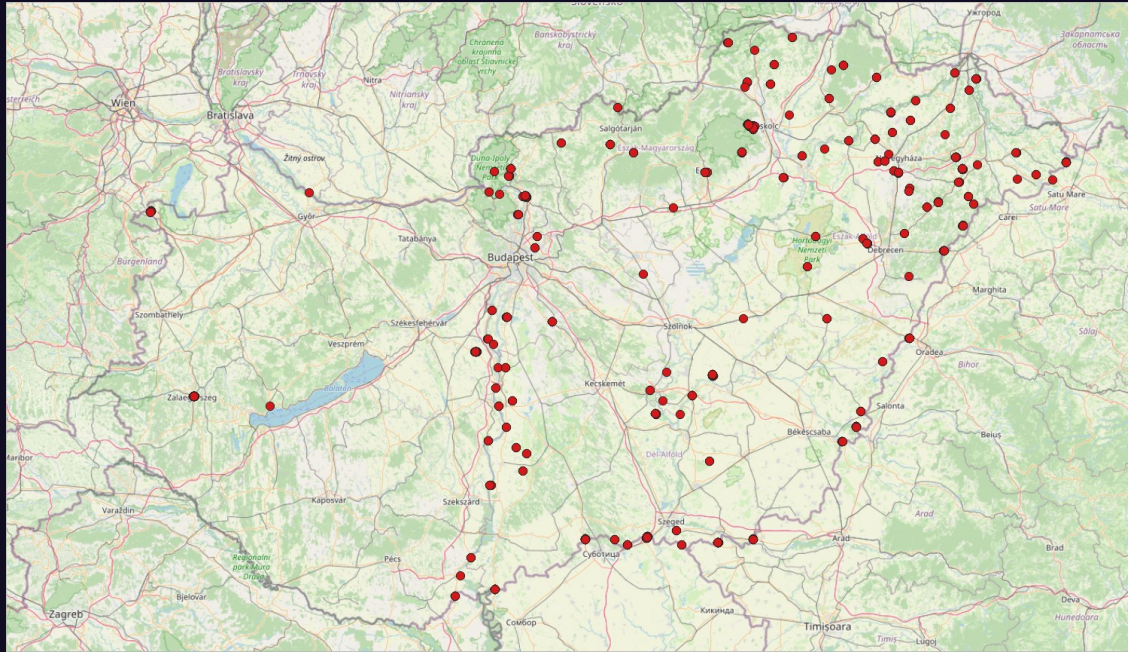 Ужгород
Banskobystrický
kraj
Закарпатська
область
Chránená
krajinná
oblasť Štiavnické
vrchy
Bratislavský
kraj
Trnavský
kraj
Nitra
Nitriansky
kraj
Wien
Bratislava
Salgótarján
Észak-Magyarország
Žitný ostrov
Duna-Ipoly
Satu Mare
Satu Mare
Győr
Carei
Tatabánya
Hortobágyi
Nemzeti
Park
Debrecen
Budapest
Burgenland
Marghita
Szombathely
Székesfehérvár
Szolnok
Sălaj
Veszprém
Oradea
Bihor
Balaton
Kecskemét
Salonta
Békéscsaba
Beiuș
Dél-Alföld
Maribor
Kaposvár
Szekszárd
Varaždin
Arad
Szeged
Arad
Суботица
Brad
Pécs
Regionalni
park Mura
- Drava
Bjelovar
Deva
Zagreb
Сомбор
Кикинда
Hunedoara
Timișoara
Timiș
Lugoj